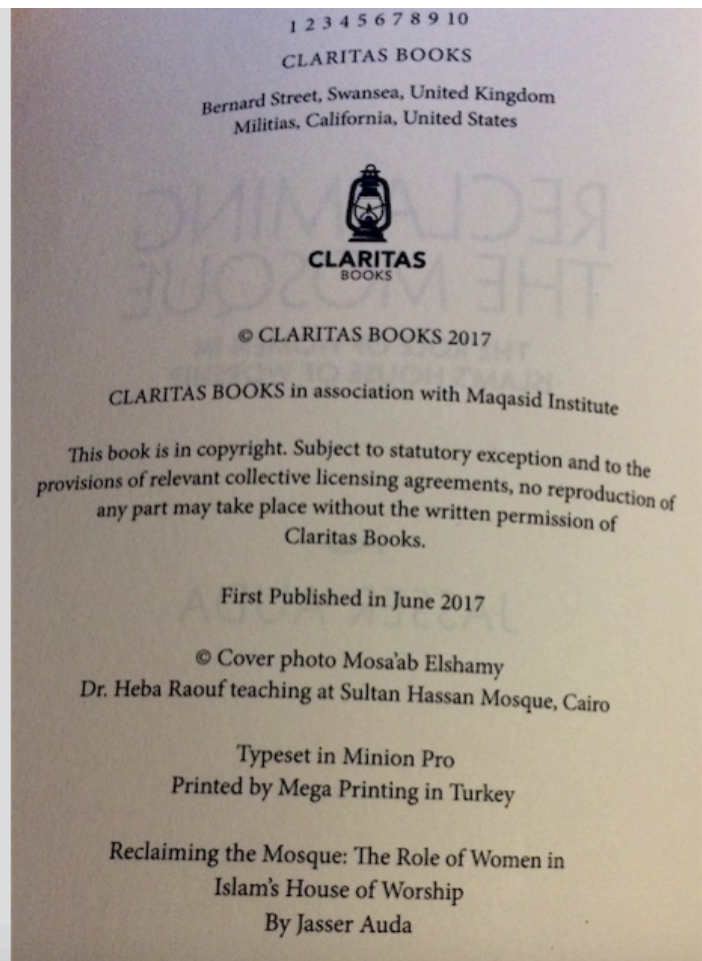 1 2 3 4 5 6 7 8 9 10
CLARITAS BOOKS
Bernard Street, Swansea, United Kingdom
Militias, California, United States
CLARITAS
BOOKS
© CLARITAS BOOKS 2017
CLARITAS BOOKS in association with Maqasid Institute
This book is in copyright. Subject to statutory exception and to the
provisions of relevant collective licensing agreements, no reproduction of
any part may take place without the written permission of
Claritas Books.
First Published in June 2017
© Cover photo Mosa'ab Elshamy
Dr. Heba Raouf teaching at Sultan Hassan Mosque, Cairo
Typeset in Minion Pro
Printed by Mega Printing in Turkey
Reclaiming the Mosque: The Role of Women in
Islam's House of Worship
By Jasser Auda